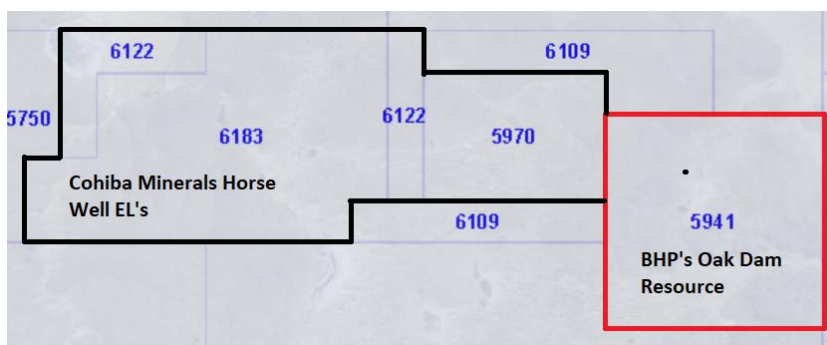 6122
6109
5750
6122
6183
5970
Cohiba Minerals Horse
Well EL's
6109
5941
BHP's Oak Dam
Resource